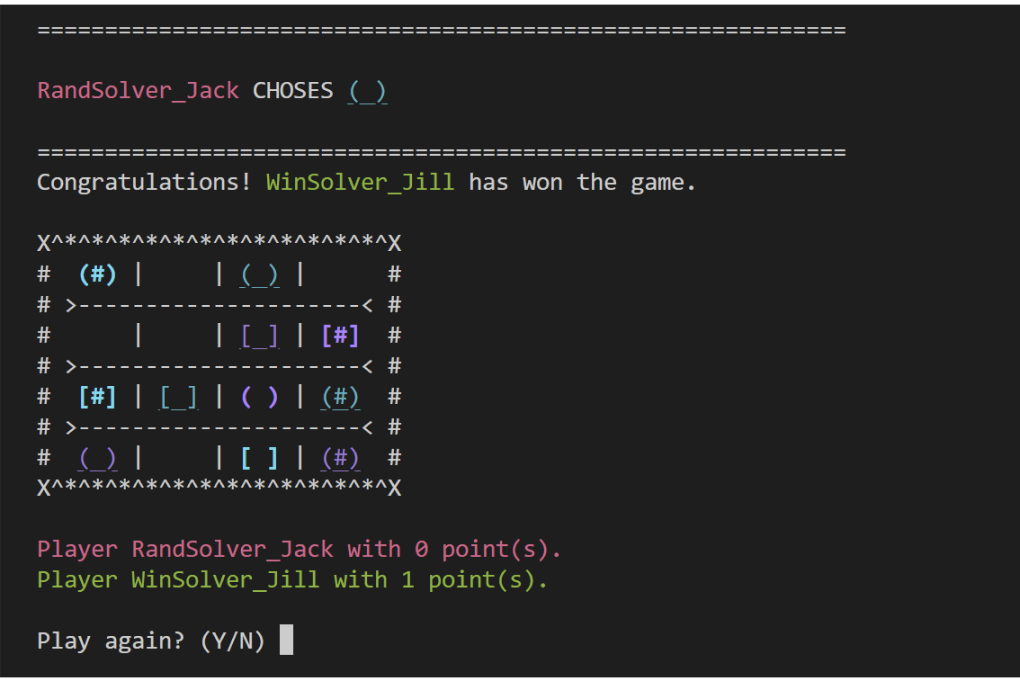 ============================================================
RandSolver_Jack CHOSES (_)
============================================================
Congratulations! WinSolver_Jill has won the game.
X^*^*^*^*^*^*^*^*^*^*^*^*^X
#  (#) |     | (_) |      #
# >---------------------< #
#      |     | [_] | [#]  #
# >---------------------< #
#  [#] | [_] | ( ) | (#)  #
# >---------------------< #
#  (_) |     | [ ] | (#)  #
X^*^*^*^*^*^*^*^*^*^*^*^*^X
Player RandSolver_Jack with 0 point(s).
Player WinSolver_Jill with 1 point(s).
Play again? (Y/N)